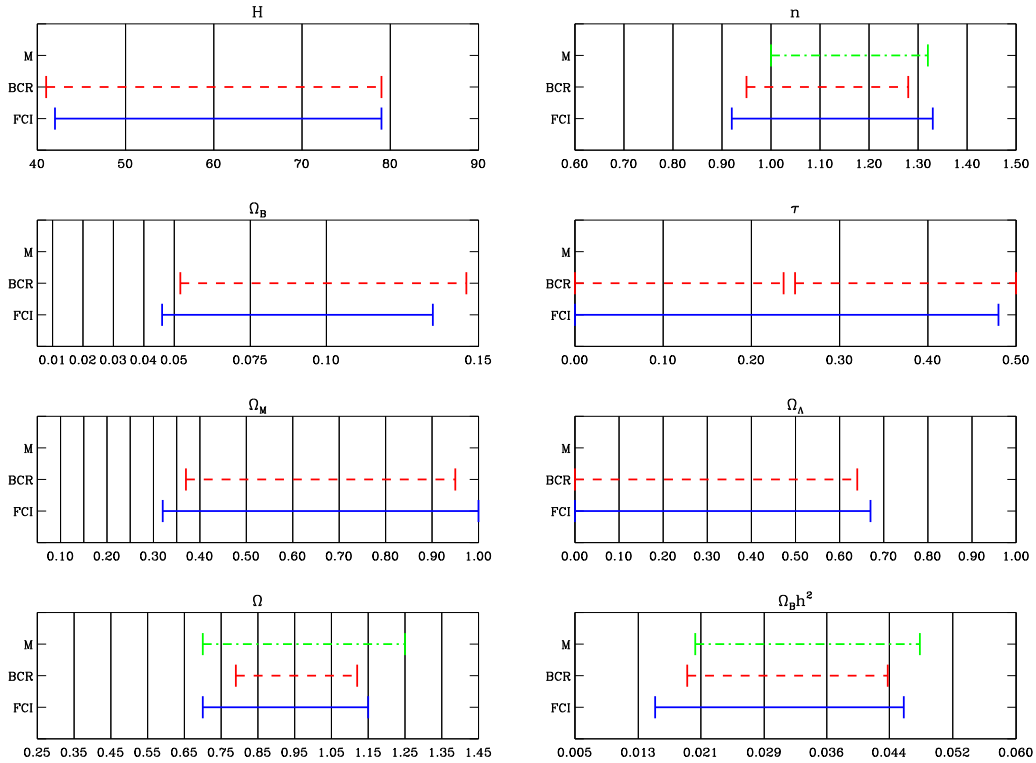 H
M
BCR
FCI
40 50 60 70 80 90
n
M
BCR
FCI
0.60 0.70 0.80 0.90 1.00 1.10 1.20 1.30 1.40 1.50
Ω_B
M
BCR
FCI
0.01 0.02 0.03 0.04 0.05 0.075 0.10 0.15
τ
M
BCR
FCI
0.00 0.10 0.20 0.30 0.40 0.50
Ω_M
M
BCR
FCI
0.10 0.20 0.30 0.40 0.50 0.60 0.70 0.80 0.90 1.00
Ω_Λ
M
BCR
FCI
0.00 0.10 0.20 0.30 0.40 0.50 0.60 0.70 0.80 0.90 1.00
Ω
M
BCR
FCI
0.25 0.35 0.45 0.55 0.65 0.75 0.85 0.95 1.05 1.15 1.25 1.35 1.45
Ω_Bh²
M
BCR
FCI
0.005 0.013 0.021 0.029 0.036 0.044 0.052 0.060